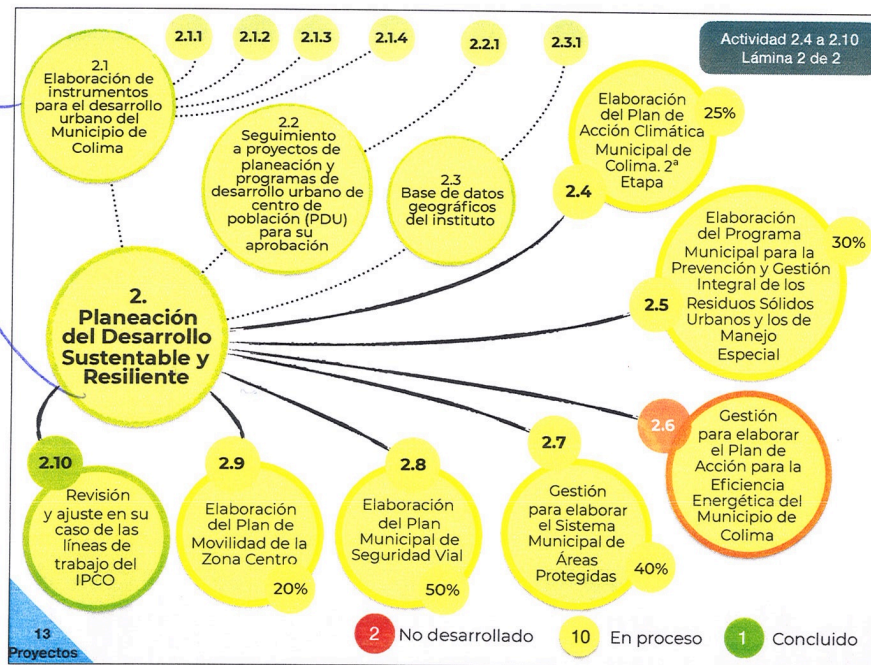 2.1.1
2.1.2
2.1.3
2.1.4
2.2.1
2.3.1
Actividad 2.4 a 2.10
Lámina 2 de 2
2.1
Elaboración de
instrumentos
para el desarrollo
urbano del
Municipio de
Colima
2.2
Seguimiento
a proyectos de
planeación y
programas de
desarrollo urbano de
centro de
población (PDU)
para su
aprobación
2.3
Base de datos
geográficos
del instituto
Elaboración
del Plan de
Acción Climática
Municipal de
Colima. 2ª
Etapa
25%
2.4
Elaboración
del Programa
Municipal para la
Prevención y Gestión
Integral de los
Residuos Sólidos
Urbanos y los de
Manejo
Especial
30%
2.5
2.
Planeación
del Desarrollo
Sustentable y
Resiliente
2.6
Gestión
para elaborar
el Plan de
Acción para la
Eficiencia
Energética del
Municipio de
Colima
2.10
Revisión
y ajuste en su
caso de las
líneas de
trabajo del
IPCO
2.9
Elaboración
del Plan de
Movilidad de la
Zona Centro
20%
2.8
Elaboración
del Plan
Municipal de
Seguridad Vial
50%
2.7
Gestión
para elaborar
el Sistema
Municipal de
Áreas
Protegidas
40%
13
Proyectos
2 No desarrollado
10 En proceso
1 Concluido